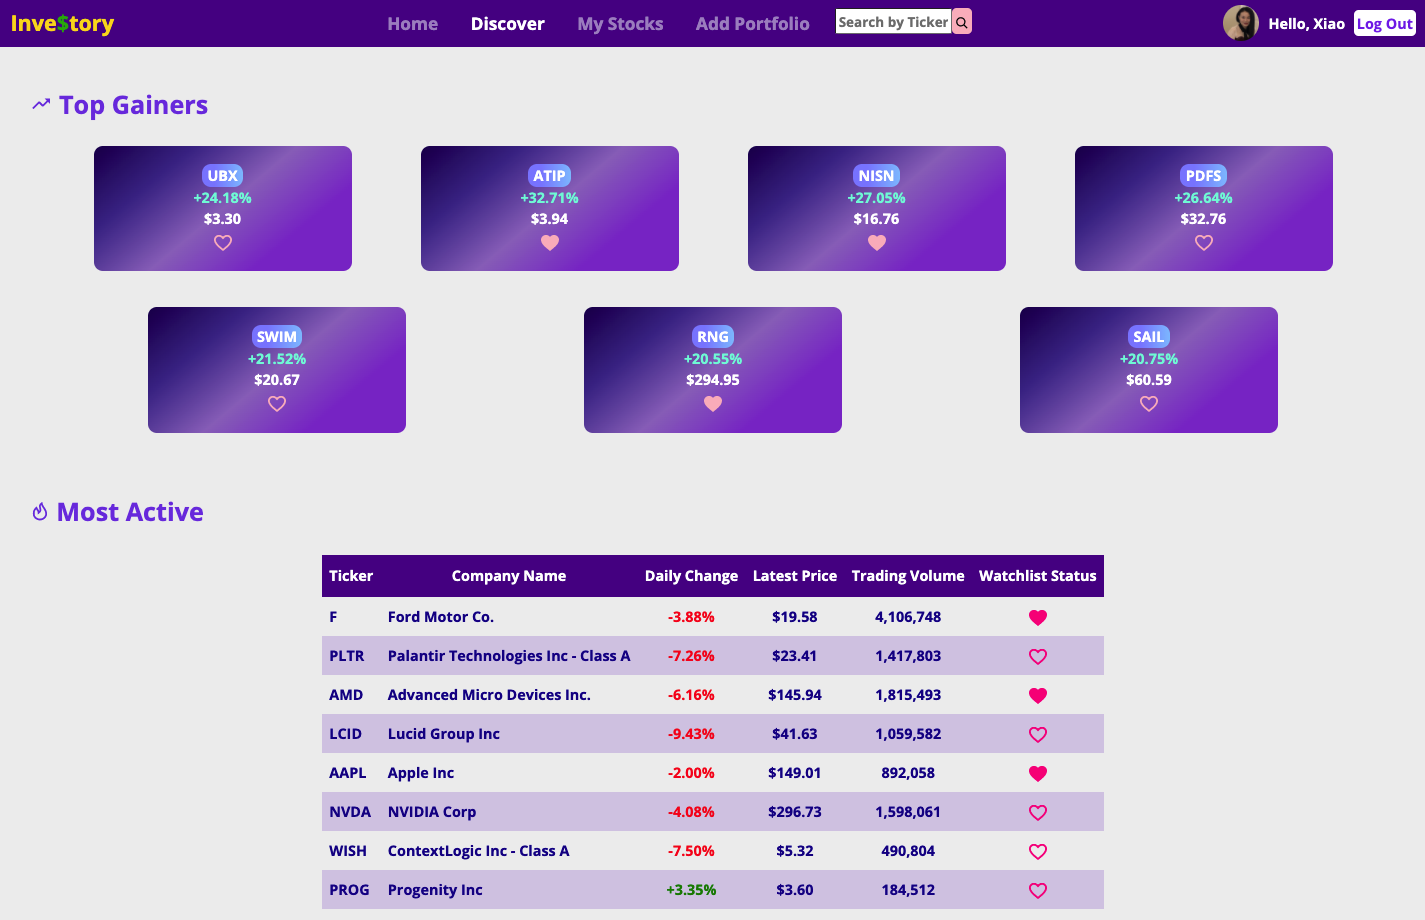 Inve$tory Home Discover My Stocks Add Portfolio Search by Ticker Hello, Xiao Log Out
Top Gainers
UBX
+24.18%
$3.30
ATIP
+32.71%
$3.94
NISN
+27.05%
$16.76
PDFS
+26.64%
$32.76
SWIM
+21.52%
$20.67
RNG
+20.55%
$294.95
SAIL
+20.75%
$60.59
Most Active
Ticker Company Name Daily Change Latest Price Trading Volume Watchlist Status
F Ford Motor Co. -3.88% $19.58 4,106,748
PLTR Palantir Technologies Inc - Class A -7.26% $23.41 1,417,803
AMD Advanced Micro Devices Inc. -6.16% $145.94 1,815,493
LCID Lucid Group Inc -9.43% $41.63 1,059,582
AAPL Apple Inc -2.00% $149.01 892,058
NVDA NVIDIA Corp -4.08% $296.73 1,598,061
WISH ContextLogic Inc - Class A -7.50% $5.32 490,804
PROG Progenity Inc +3.35% $3.60 184,512